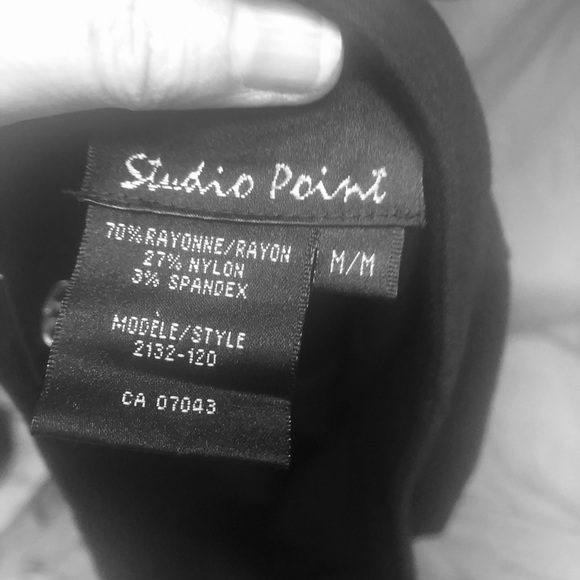 Studio Point
70% RAYONNE/RAYON
27% NYLON
3% SPANDEX
M/M
MODÈLE/STYLE
2132-120
CA 07043